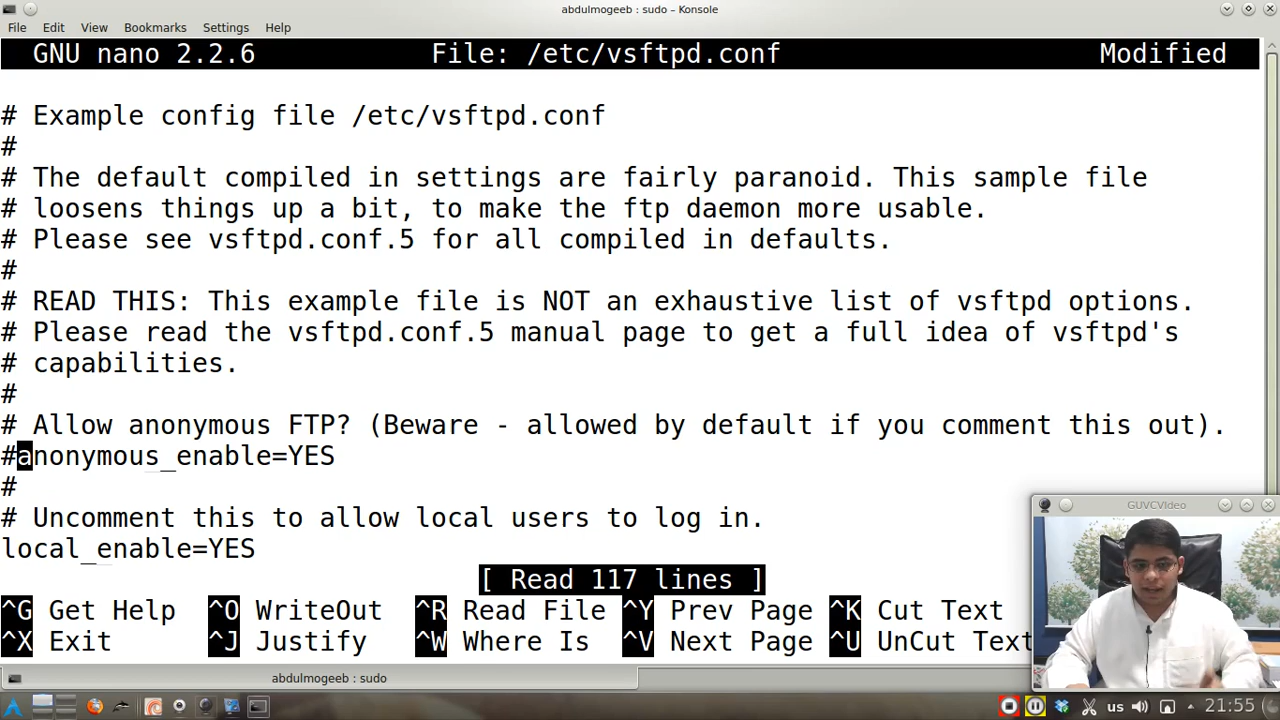 abdulmogeeb : sudo – Konsole
File Edit View Bookmarks Settings Help
GNU nano 2.2.6 File: /etc/vsftpd.conf Modified
# Example config file /etc/vsftpd.conf
#
# The default compiled in settings are fairly paranoid. This sample file
# loosens things up a bit, to make the ftp daemon more usable.
# Please see vsftpd.conf.5 for all compiled in defaults.
#
# READ THIS: This example file is NOT an exhaustive list of vsftpd options.
# Please read the vsftpd.conf.5 manual page to get a full idea of vsftpd's
# capabilities.
#
# Allow anonymous FTP? (Beware - allowed by default if you comment this out).
#anonymous_enable=YES
#
# Uncomment this to allow local users to log in.
local_enable=YES
[ Read 117 lines ]
^G Get Help ^O WriteOut ^R Read File ^Y Prev Page ^K Cut Text
^X Exit ^J Justify ^W Where Is ^V Next Page ^U UnCut Text
GUVCVideo
abdulmogeeb : sudo
us 21:55